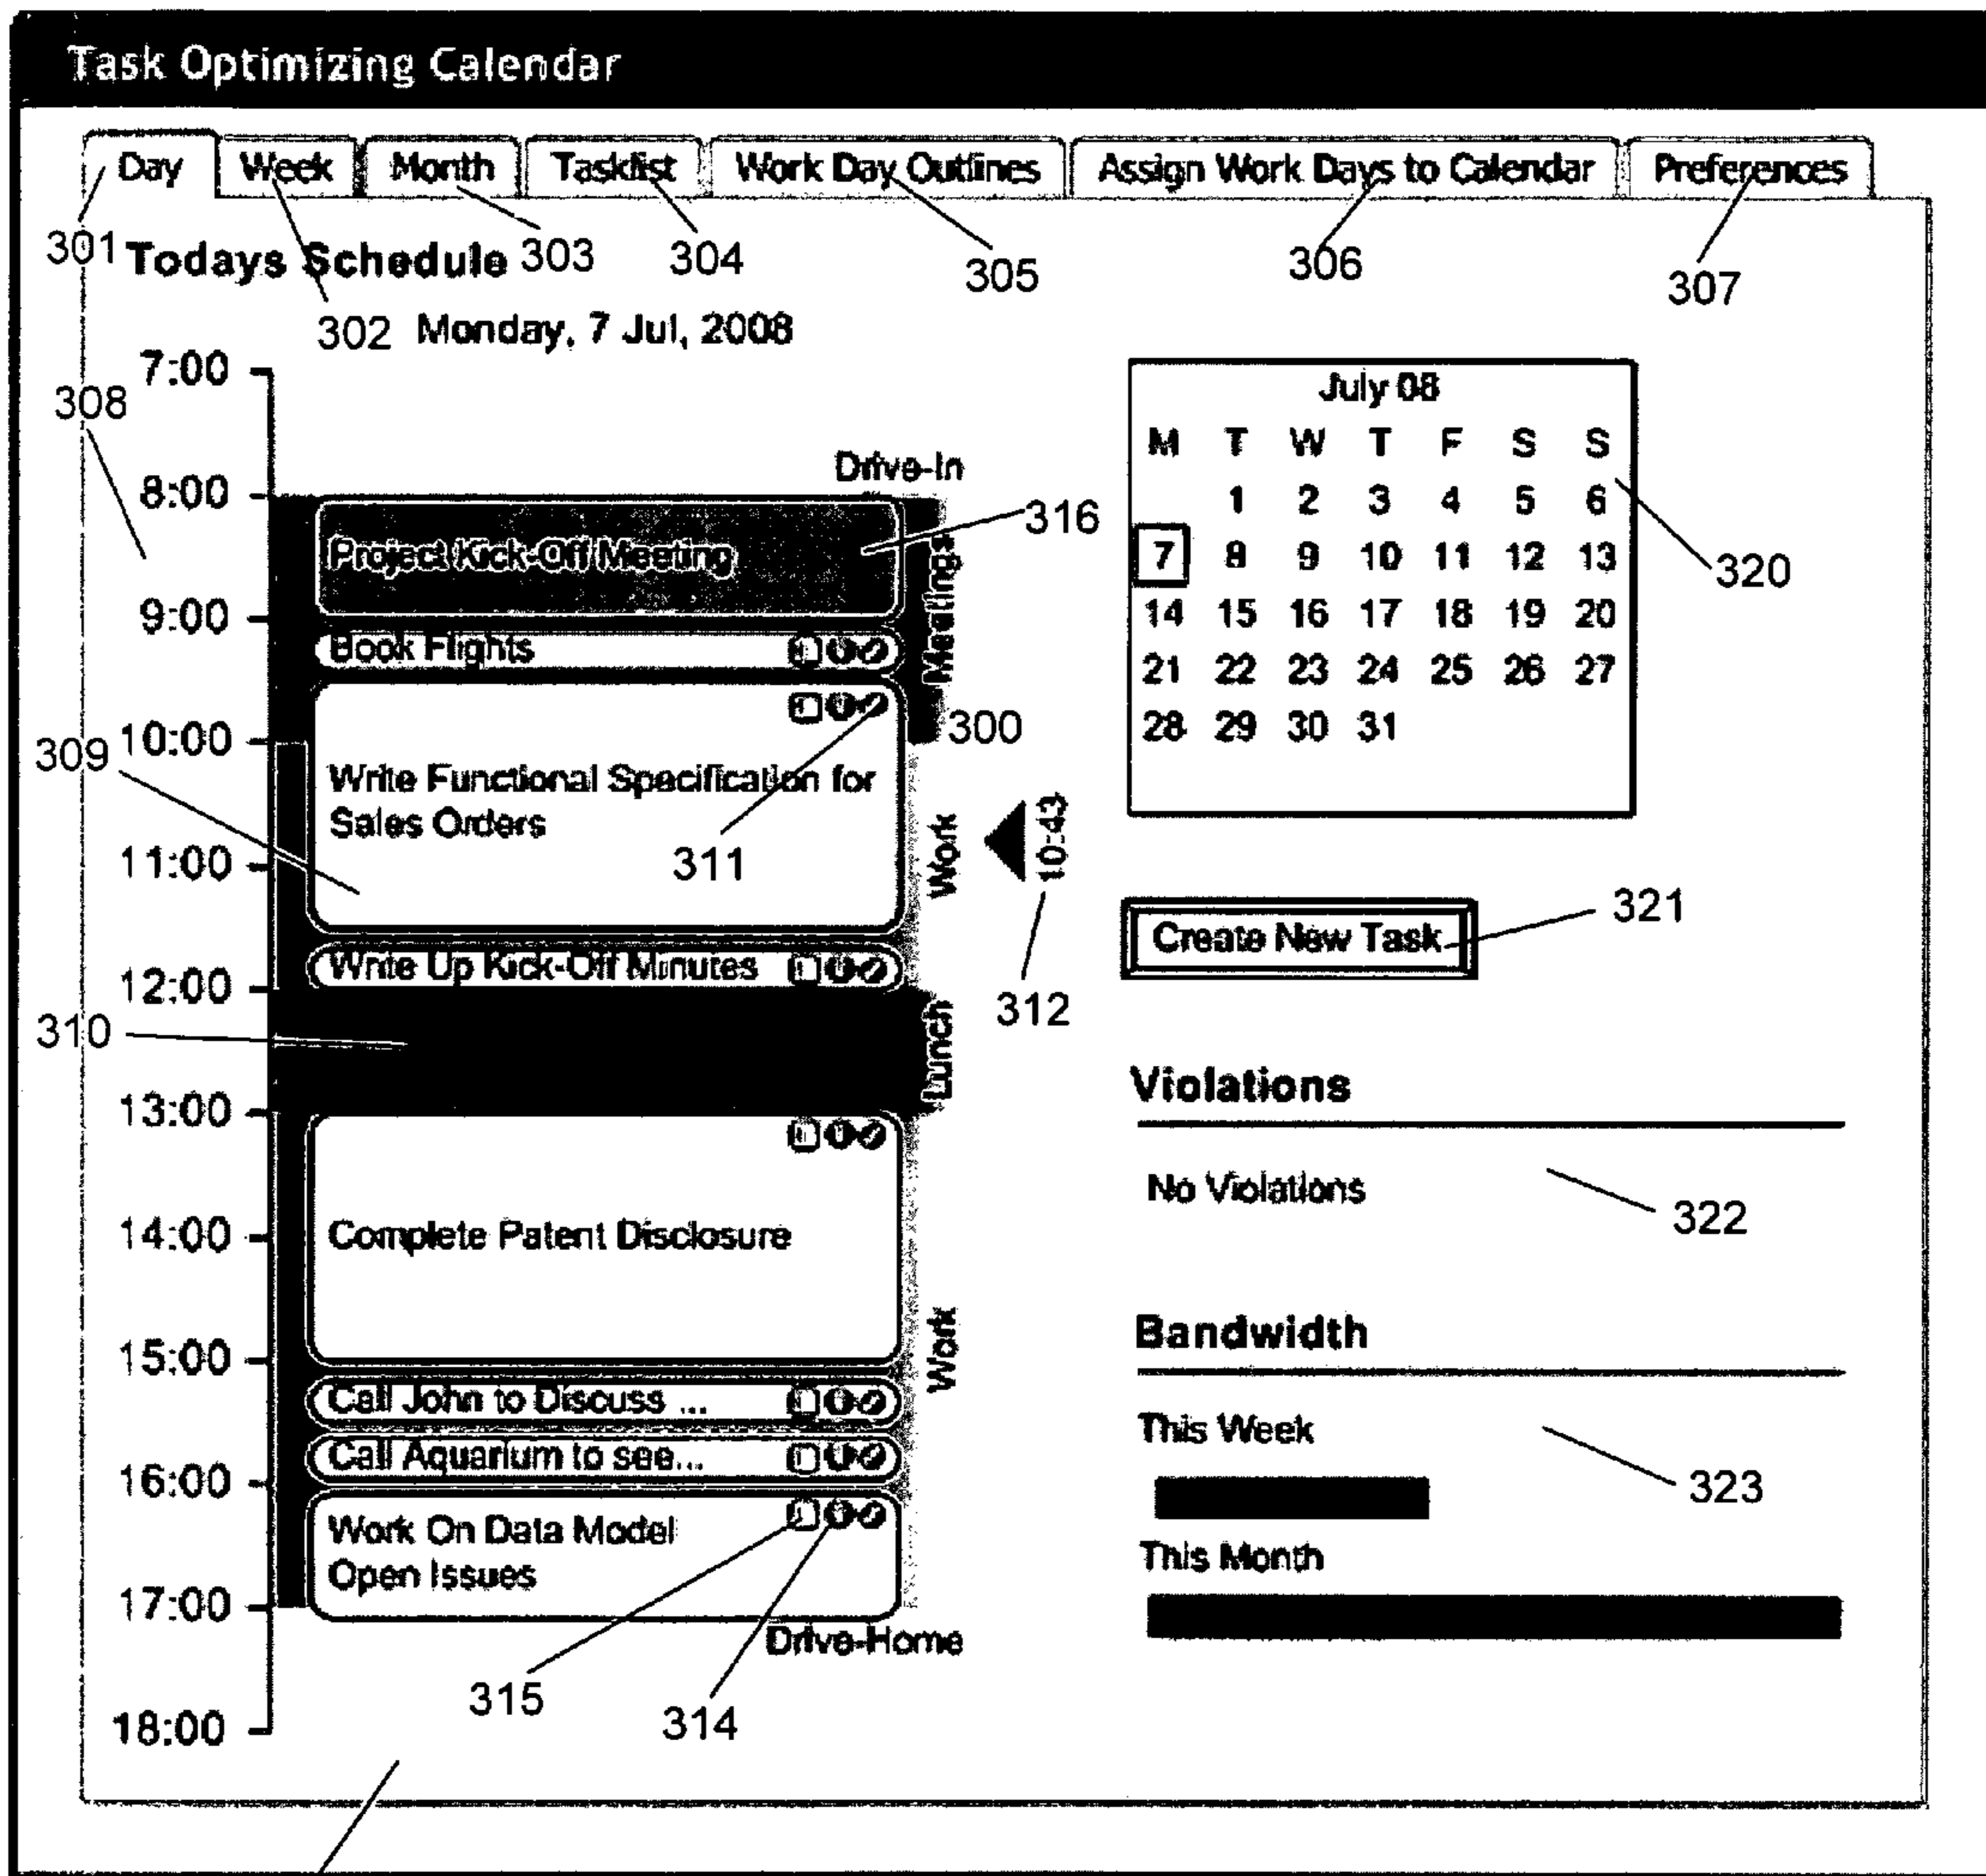 Task Optimizing Calendar
Day Week Month Tasklist Work Day Outlines Assign Work Days to Calendar Preferences
301 Todays Schedule 303 304 305 306 307
302 Monday, 7 Jul, 2008
7:00
308
8:00
9:00
309 10:00
11:00
12:00
310
13:00
14:00
15:00
16:00
17:00
18:00
Drive-In
Project Kick-Off Meeting
316
Book Flights
Meetings
300
Write Functional Specification for
Sales Orders
311
Work
10:43
312
Write Up Kick-Off Minutes
Lunch
Complete Patent Disclosure
Work
Call John to Discuss ...
Call Aquarium to see...
Work On Data Model
Open Issues
Drive-Home
315
314
July 08
M T W T F S S
1 2 3 4 5 6
7 8 9 10 11 12 13
14 15 16 17 18 19 20
21 22 23 24 25 26 27
28 29 30 31
320
Create New Task
321
Violations
No Violations
322
Bandwidth
This Week
323
This Month